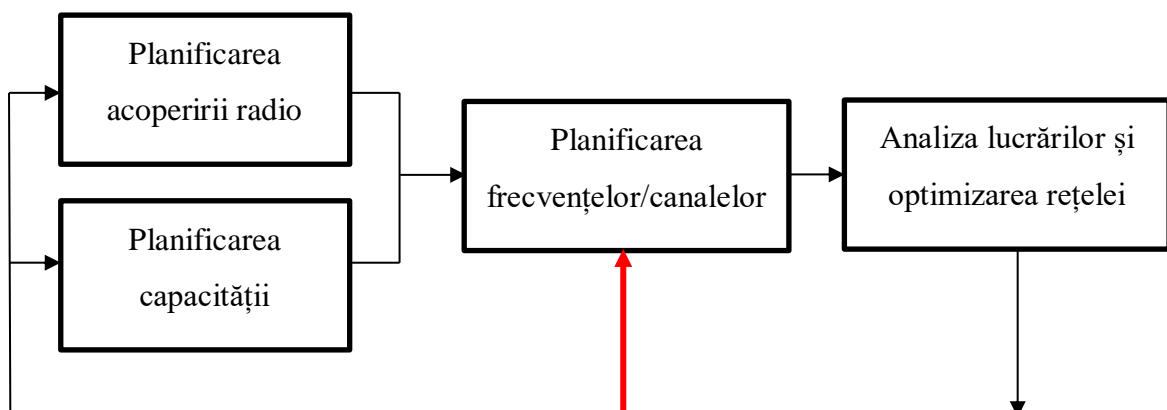 Planificarea
acoperirii radio
Planificarea
capacității
Planificarea
frecvențelor/canalelor
Analiza lucrărilor și
optimizarea rețelei